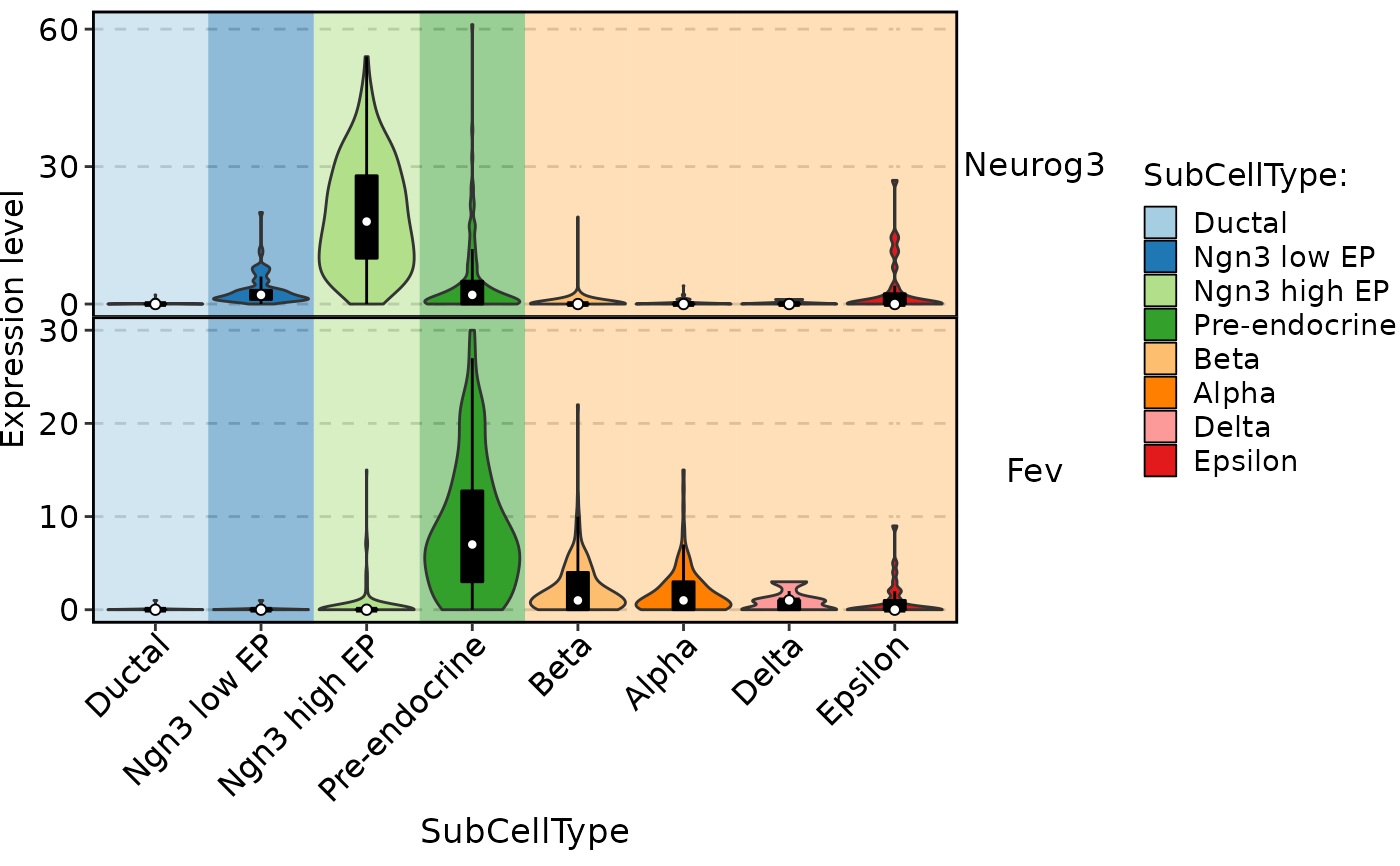 Expression level
60
30
0
Neurog3
30
20
10
0
Fev
Ductal
Ngn3 low EP
Ngn3 high EP
Pre-endocrine
Beta
Alpha
Delta
Epsilon
SubCellType
SubCellType:
Ductal
Ngn3 low EP
Ngn3 high EP
Pre-endocrine
Beta
Alpha
Delta
Epsilon